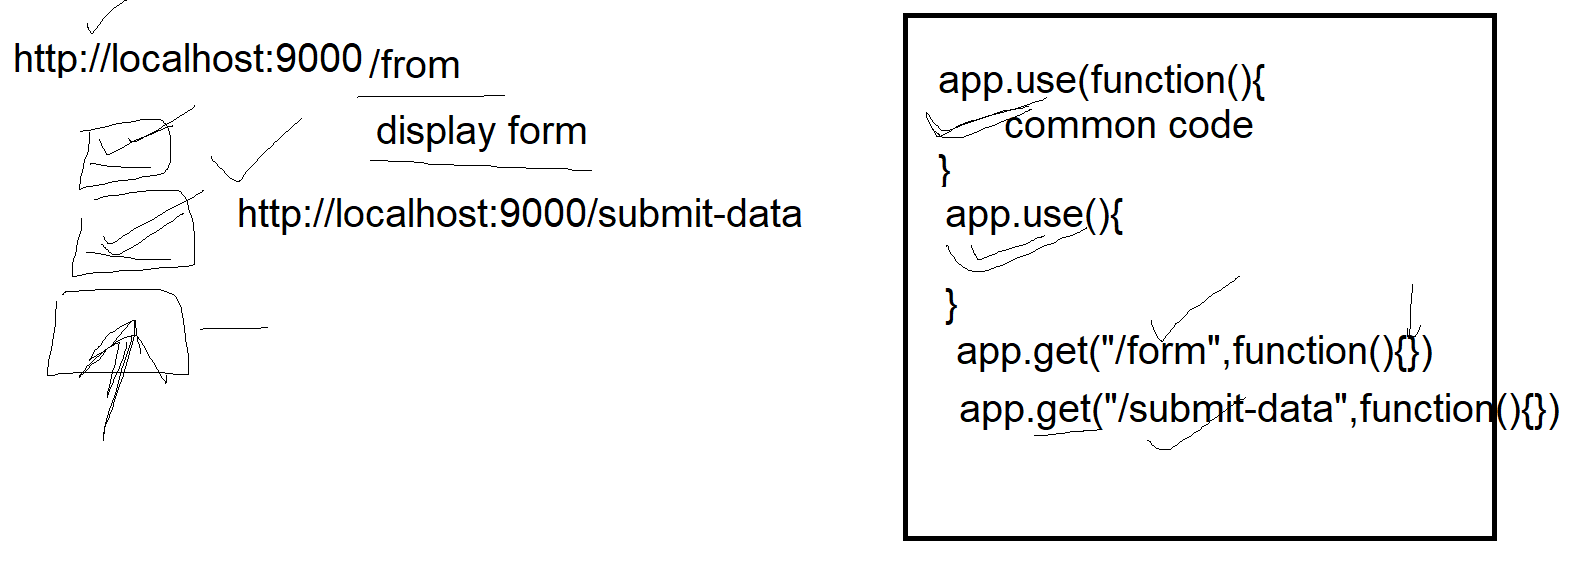 http://localhost:9000 /from
display form
http://localhost:9000/submit-data
app.use(function(){
common code
}
app.use(){
}
app.get("/form",function(){})
app.get("/submit-data",function(){})